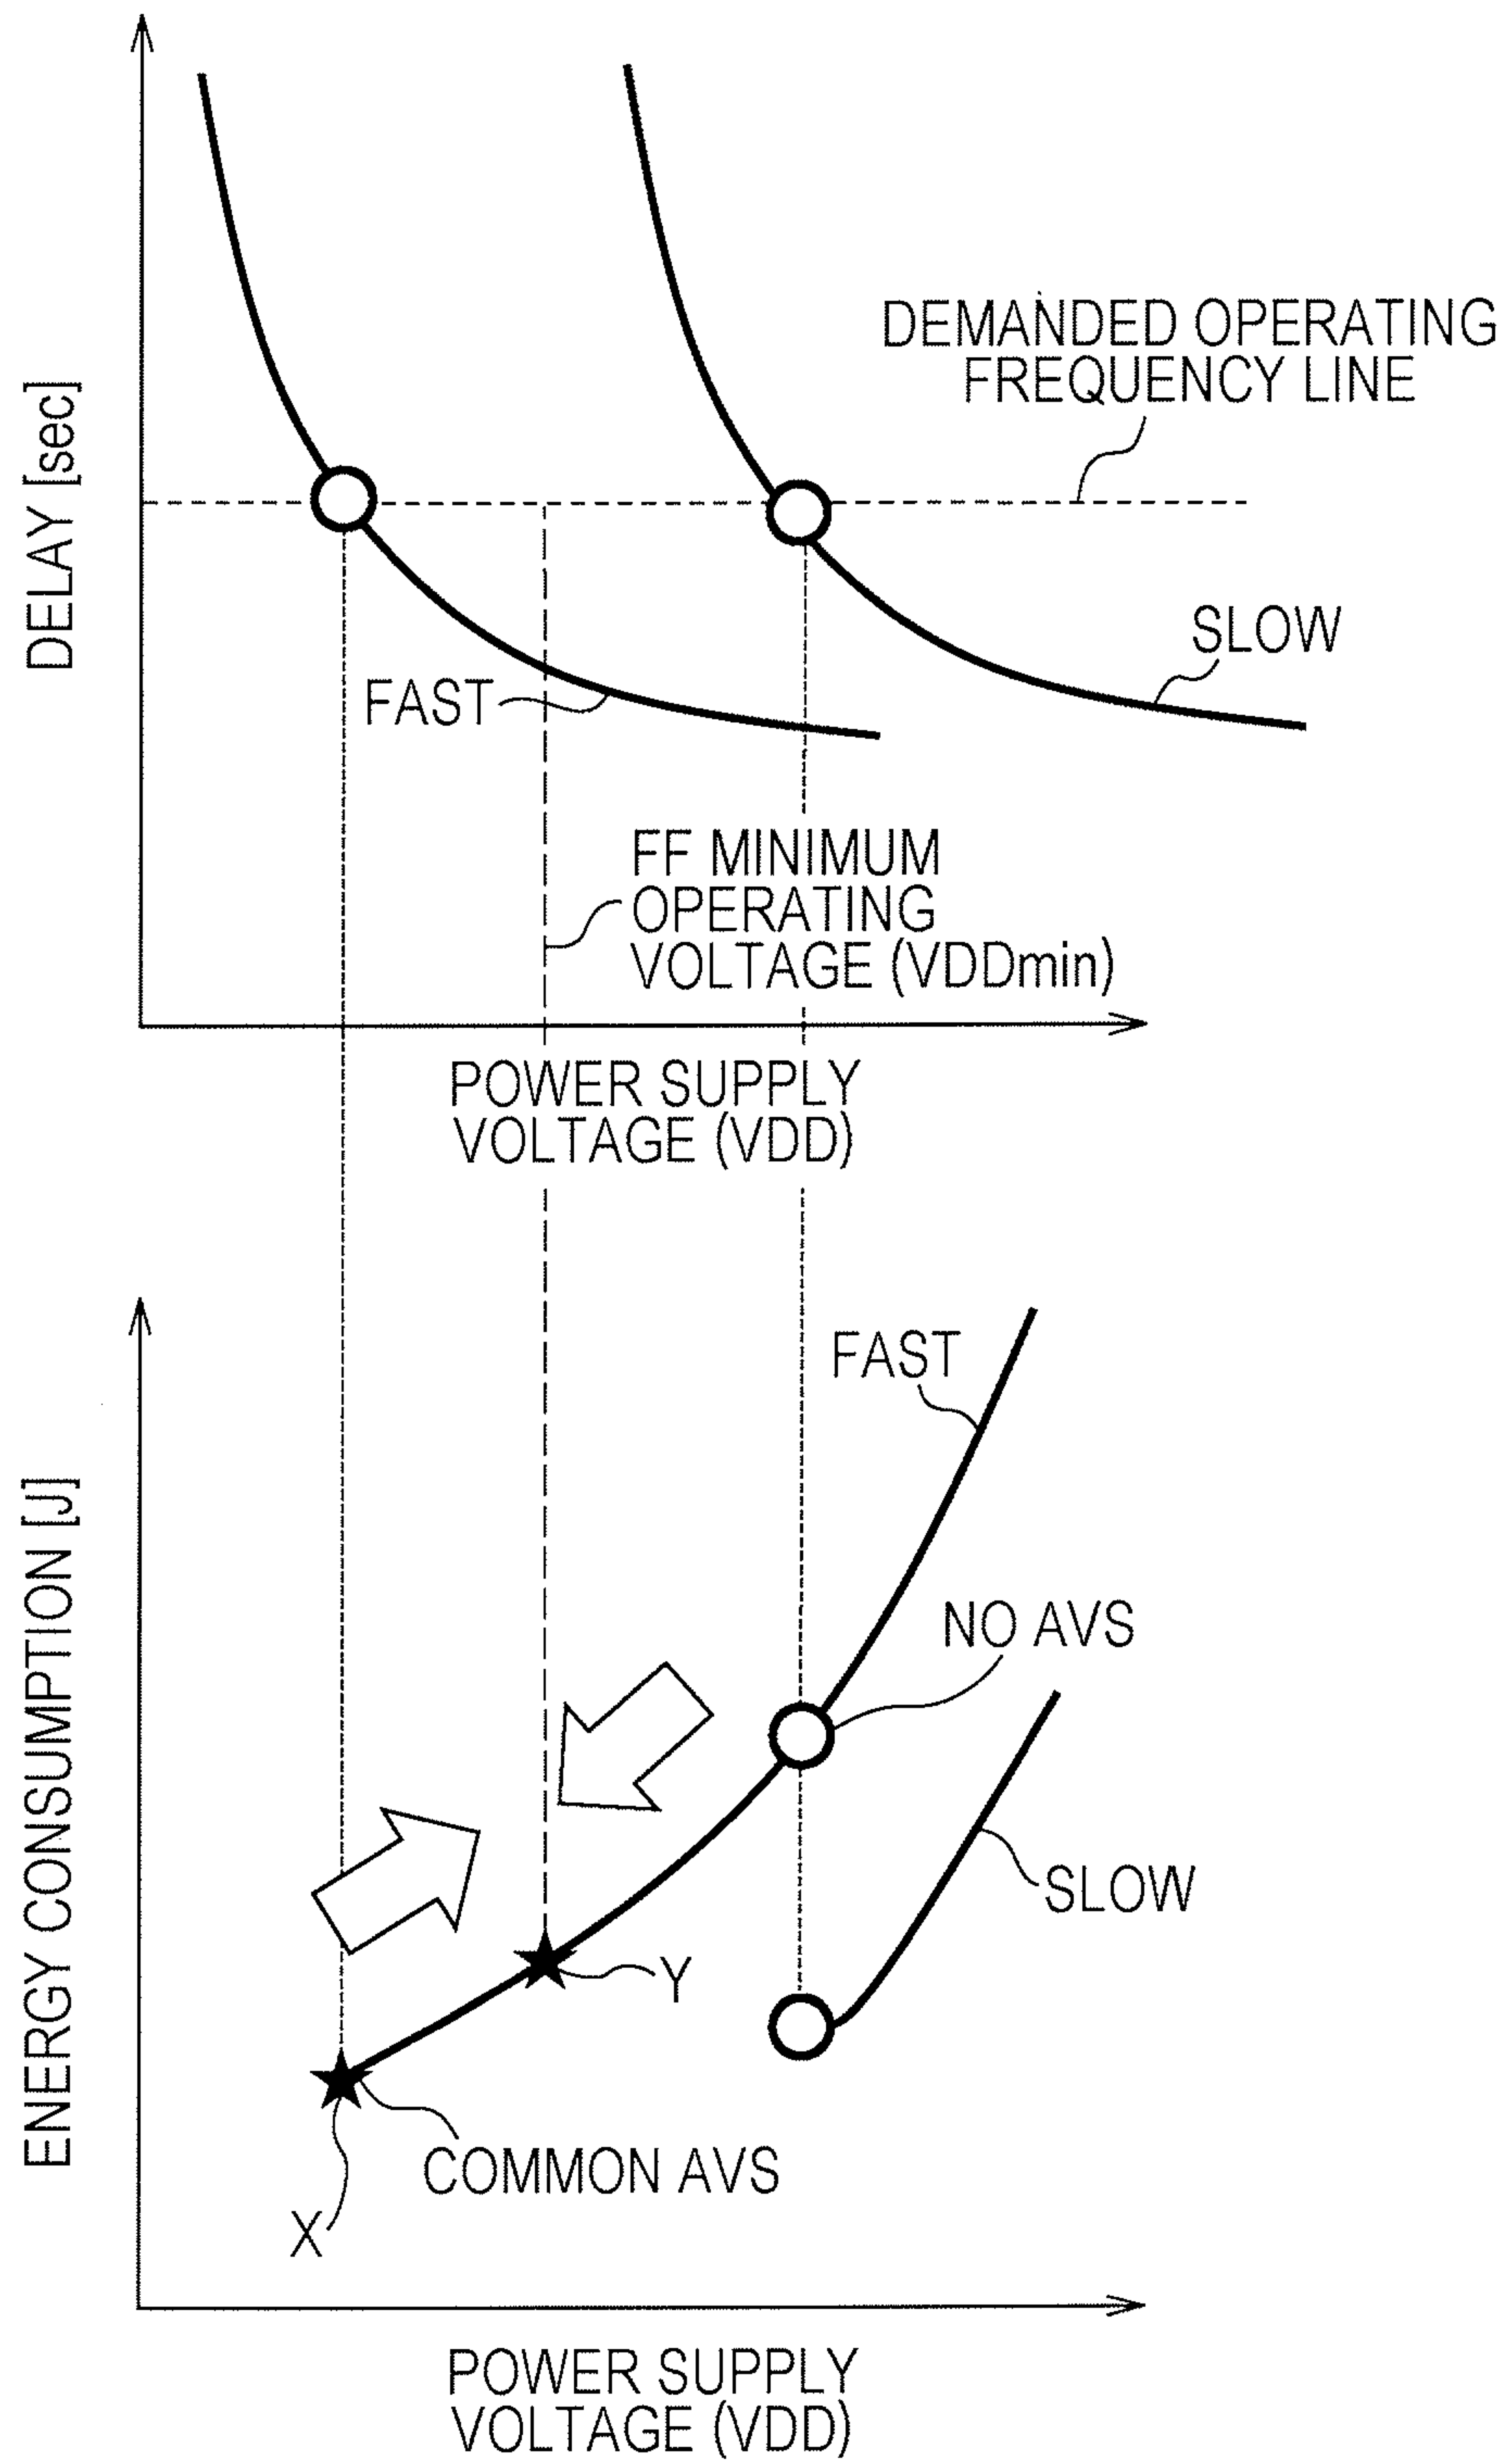 DEMANDED OPERATING
FREQUENCY LINE
DELAY [sec]
SLOW
FAST
FF MINIMUM
OPERATING
VOLTAGE (VDDmin)
POWER SUPPLY
VOLTAGE (VDD)
FAST
ENERGY CONSUMPTION [J]
NO AVS
SLOW
Y
COMMON AVS
X
POWER SUPPLY
VOLTAGE (VDD)